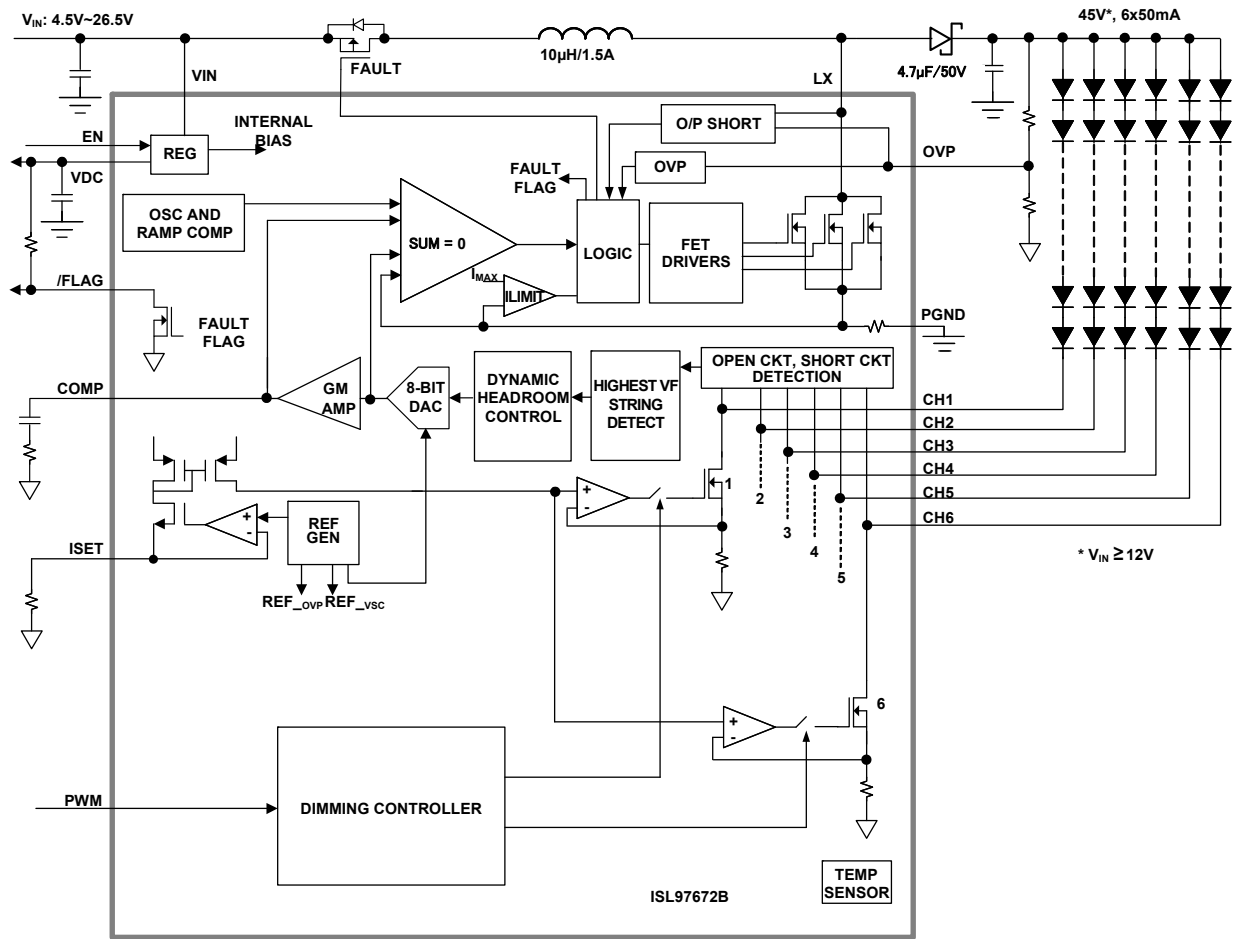 V_IN: 4.5V~26.5V
45V*, 6x50mA
10µH/1.5A
4.7µF/50V
FAULT
VIN
LX
EN
REG
INTERNAL
BIAS
O/P SHORT
OVP
OVP
VDC
FAULT
FLAG
OSC AND
RAMP COMP
SUM = 0
LOGIC
FET
DRIVERS
I_MAX
ILIMIT
/FLAG
FAULT
FLAG
PGND
COMP
GM
AMP
8-BIT
DAC
DYNAMIC
HEADROOM
CONTROL
HIGHEST VF
STRING
DETECT
OPEN CKT, SHORT CKT
DETECTION
CH1
CH2
CH3
CH4
CH5
CH6
+
-
1
2
3
4
5
+
-
REF
GEN
ISET
REF_OVP
REF_VSC
* V_IN ≥ 12V
+
-
6
PWM
DIMMING CONTROLLER
TEMP
SENSOR
ISL97672B